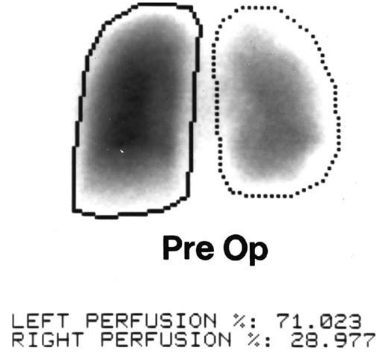 Pre Op
LEFT PERFUSION %: 71.023
RIGHT PERFUSION %: 28.977